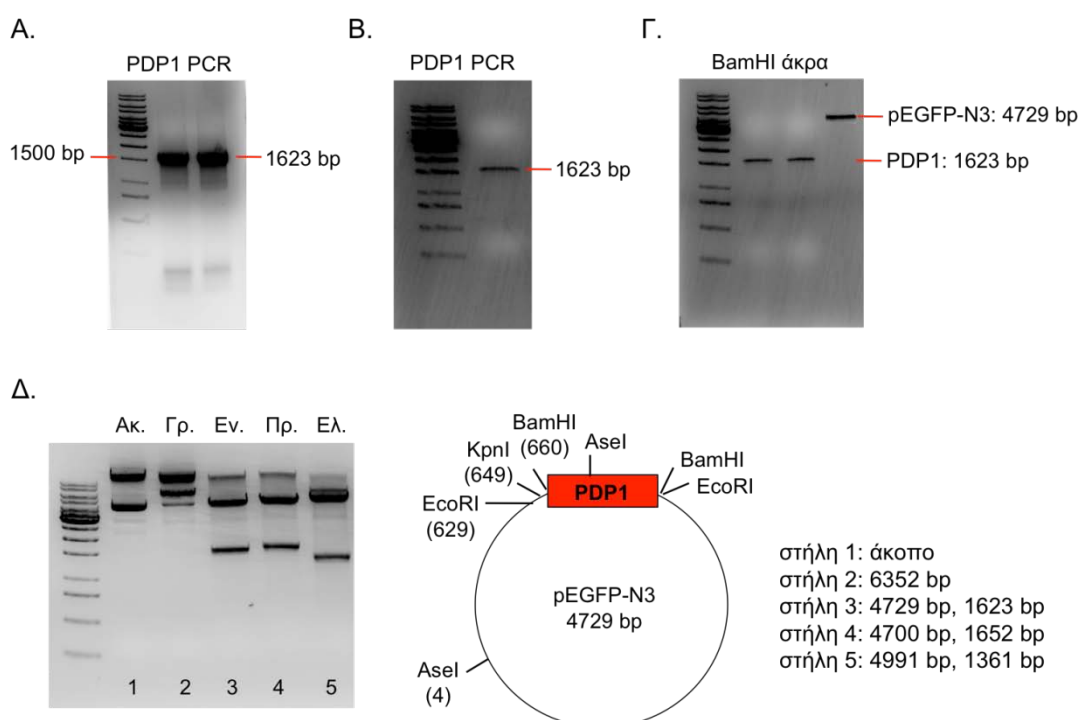 Α.
PDP1 PCR
1500 bp
1623 bp
Β.
PDP1 PCR
1623 bp
Γ.
BamHI άκρα
pEGFP-N3: 4729 bp
PDP1: 1623 bp
Δ.
Ακ. Γρ. Εν. Πρ. Ελ.
1 2 3 4 5
BamHI
(660)
AseI
KpnI
(649)
EcoRI
(629)
PDP1
BamHI
EcoRI
pEGFP-N3
4729 bp
AseI
(4)
στήλη 1: άκοπο
στήλη 2: 6352 bp
στήλη 3: 4729 bp, 1623 bp
στήλη 4: 4700 bp, 1652 bp
στήλη 5: 4991 bp, 1361 bp